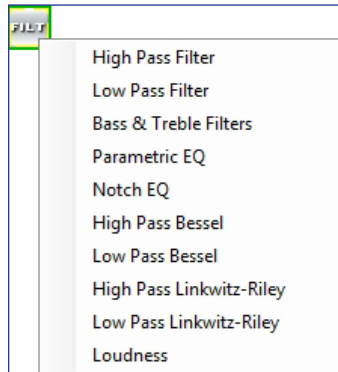 FILT
High Pass Filter
Low Pass Filter
Bass & Treble Filters
Parametric EQ
Notch EQ
High Pass Bessel
Low Pass Bessel
High Pass Linkwitz-Riley
Low Pass Linkwitz-Riley
Loudness